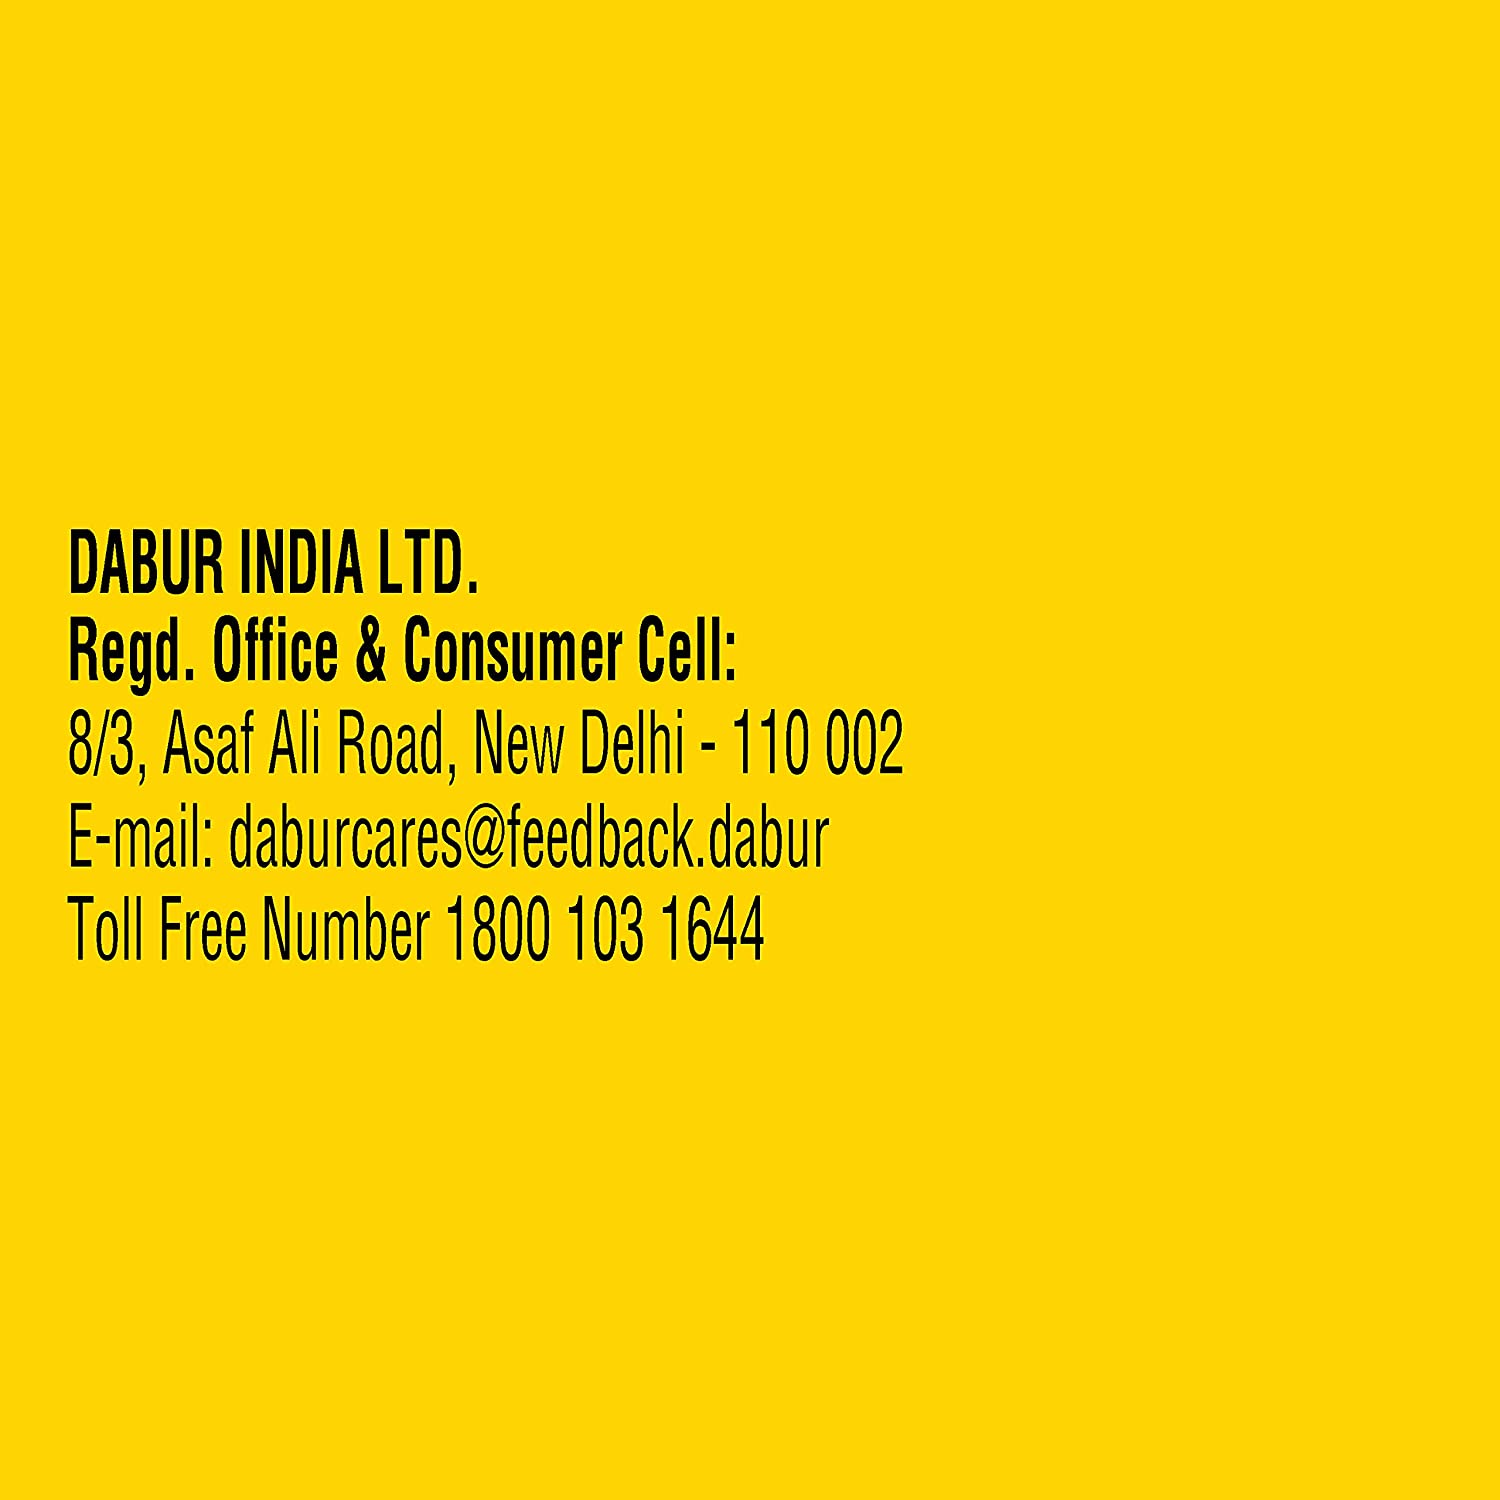 DABUR INDIA LTD.
Regd. Office & Consumer Cell:
8/3, Asaf Ali Road, New Delhi - 110 002
E-mail: daburcares@feedback.dabur
Toll Free Number 1800 103 1644